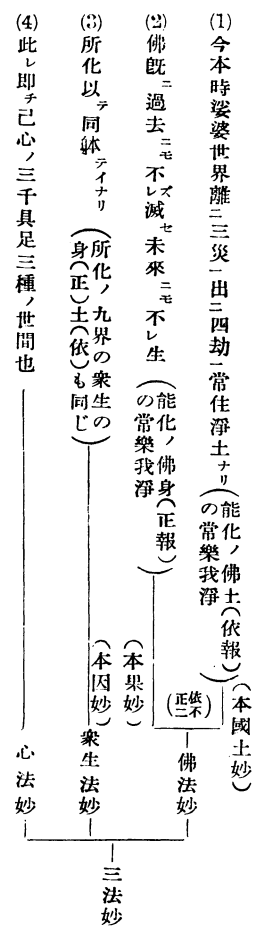 (1)今本時娑婆世界離二三災一出二四劫一常住淨土ナリ
(能化ノ佛土(依報)の常樂我淨)
(本國土妙)
(2)佛既ニ過去ニモ不レズ滅セ未來ニモ不レ生
(能化ノ佛身(正報)の常樂我淨)
(本果妙)
(依正不二)
佛法妙
(3)所化以テ同躰テイナリ
(所化ノ九界の衆生の身(正)土(依)も同じ)
(本因妙)
衆生法妙
(4)此レ即チ己心ノ三千具足三種ノ世間也
心法妙
三法妙